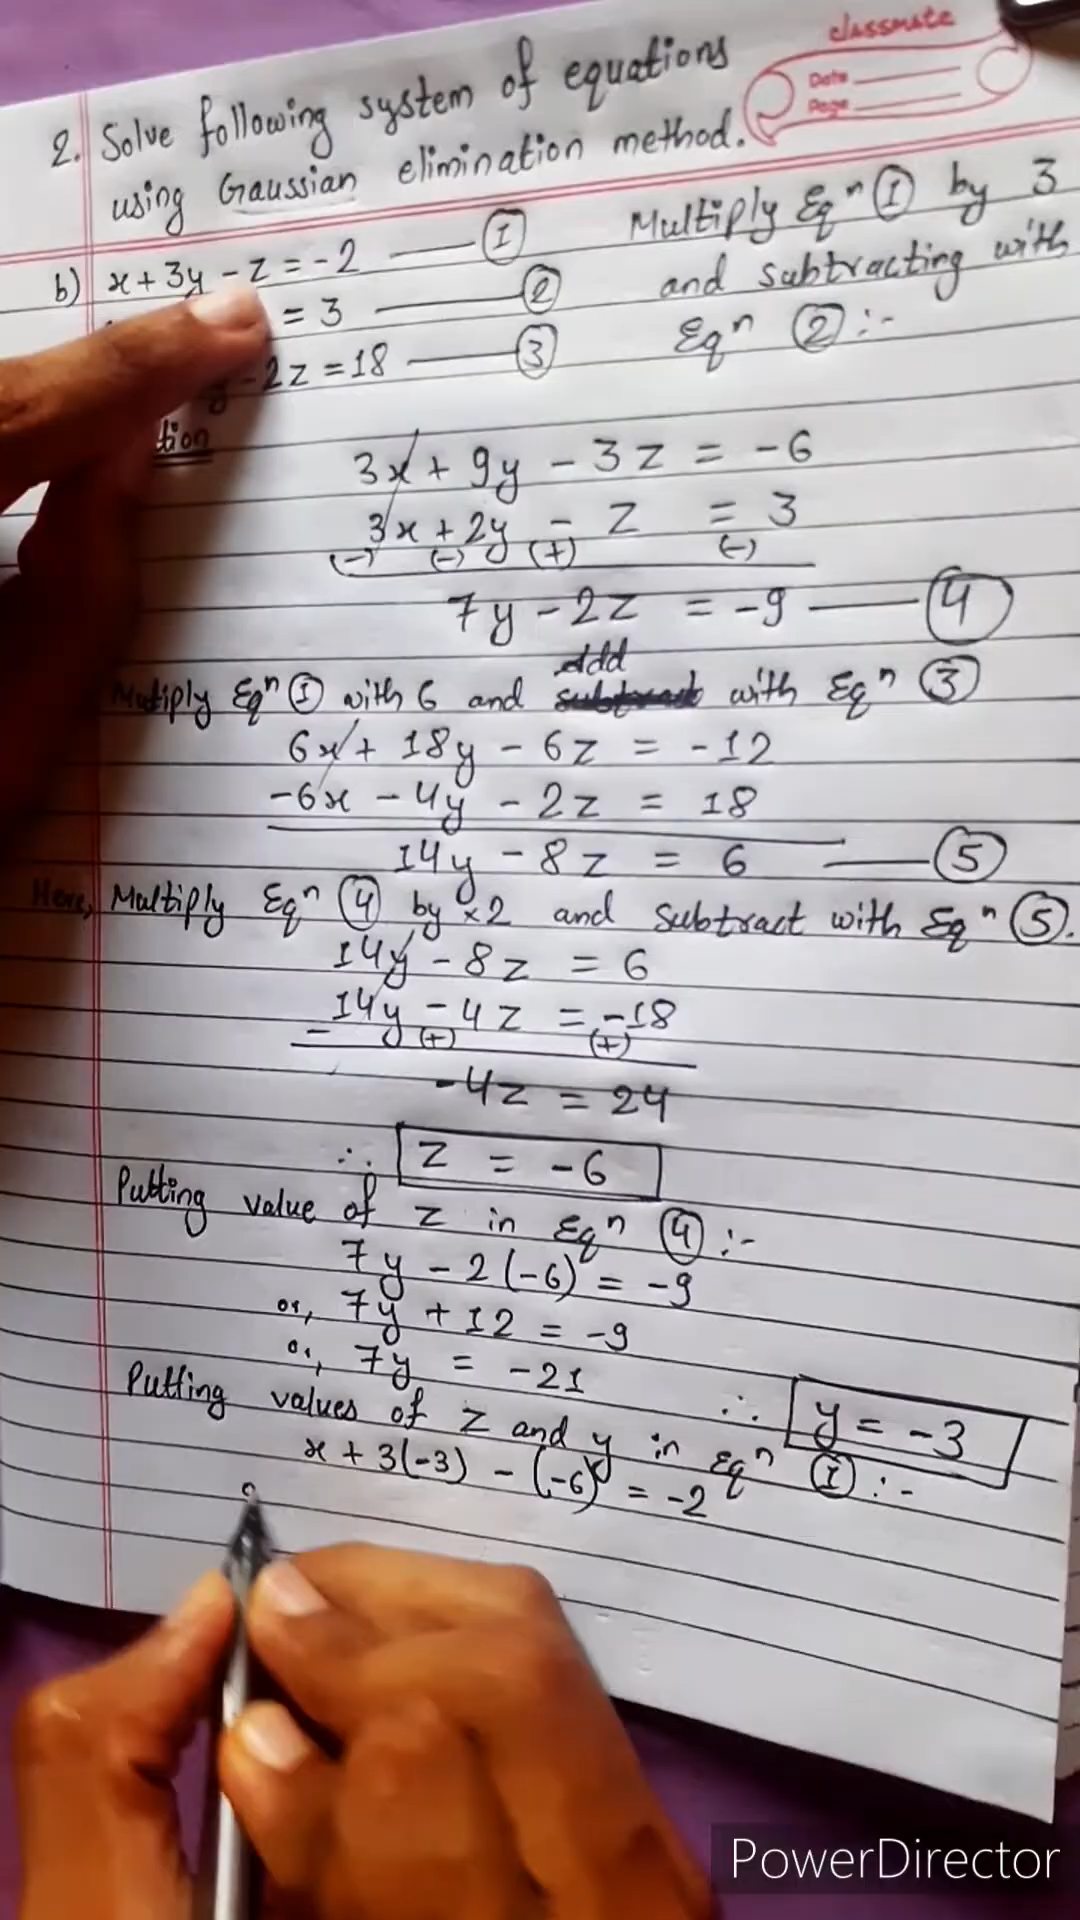 classmate
Date
Page
2. Solve following system of equations
using Gaussian elimination method.
b) x + 3y - z = -2 —— (1)
= 3 —— (2)
y - 2z = 18 —— (3)
tion
Multiply Eqⁿ (1) by 3
and subtracting with
Eqⁿ (2) :-
3x + 9y - 3z = -6
3x + 2y - z = 3
(-) (-) (+) (-)
7y - 2z = -9 —— (4)
add
Multiply Eqⁿ (1) with 6 and subtract with Eqⁿ (3)
6x + 18y - 6z = -12
-6x - 4y - 2z = 18
14y - 8z = 6 —— (5)
Here, Multiply Eqⁿ (4) by x2 and subtract with Eqⁿ (5).
14y - 8z = 6
14y - 4z = -18
- (+) (+)
-4z = 24
∴ z = -6
Putting value of z in Eqⁿ (4) :-
7y - 2(-6) = -9
or, 7y + 12 = -9
or, 7y = -21
∴ y = -3
Putting values of z and y in Eqⁿ (1) :-
x + 3(-3) - (-6) = -2
PowerDirector